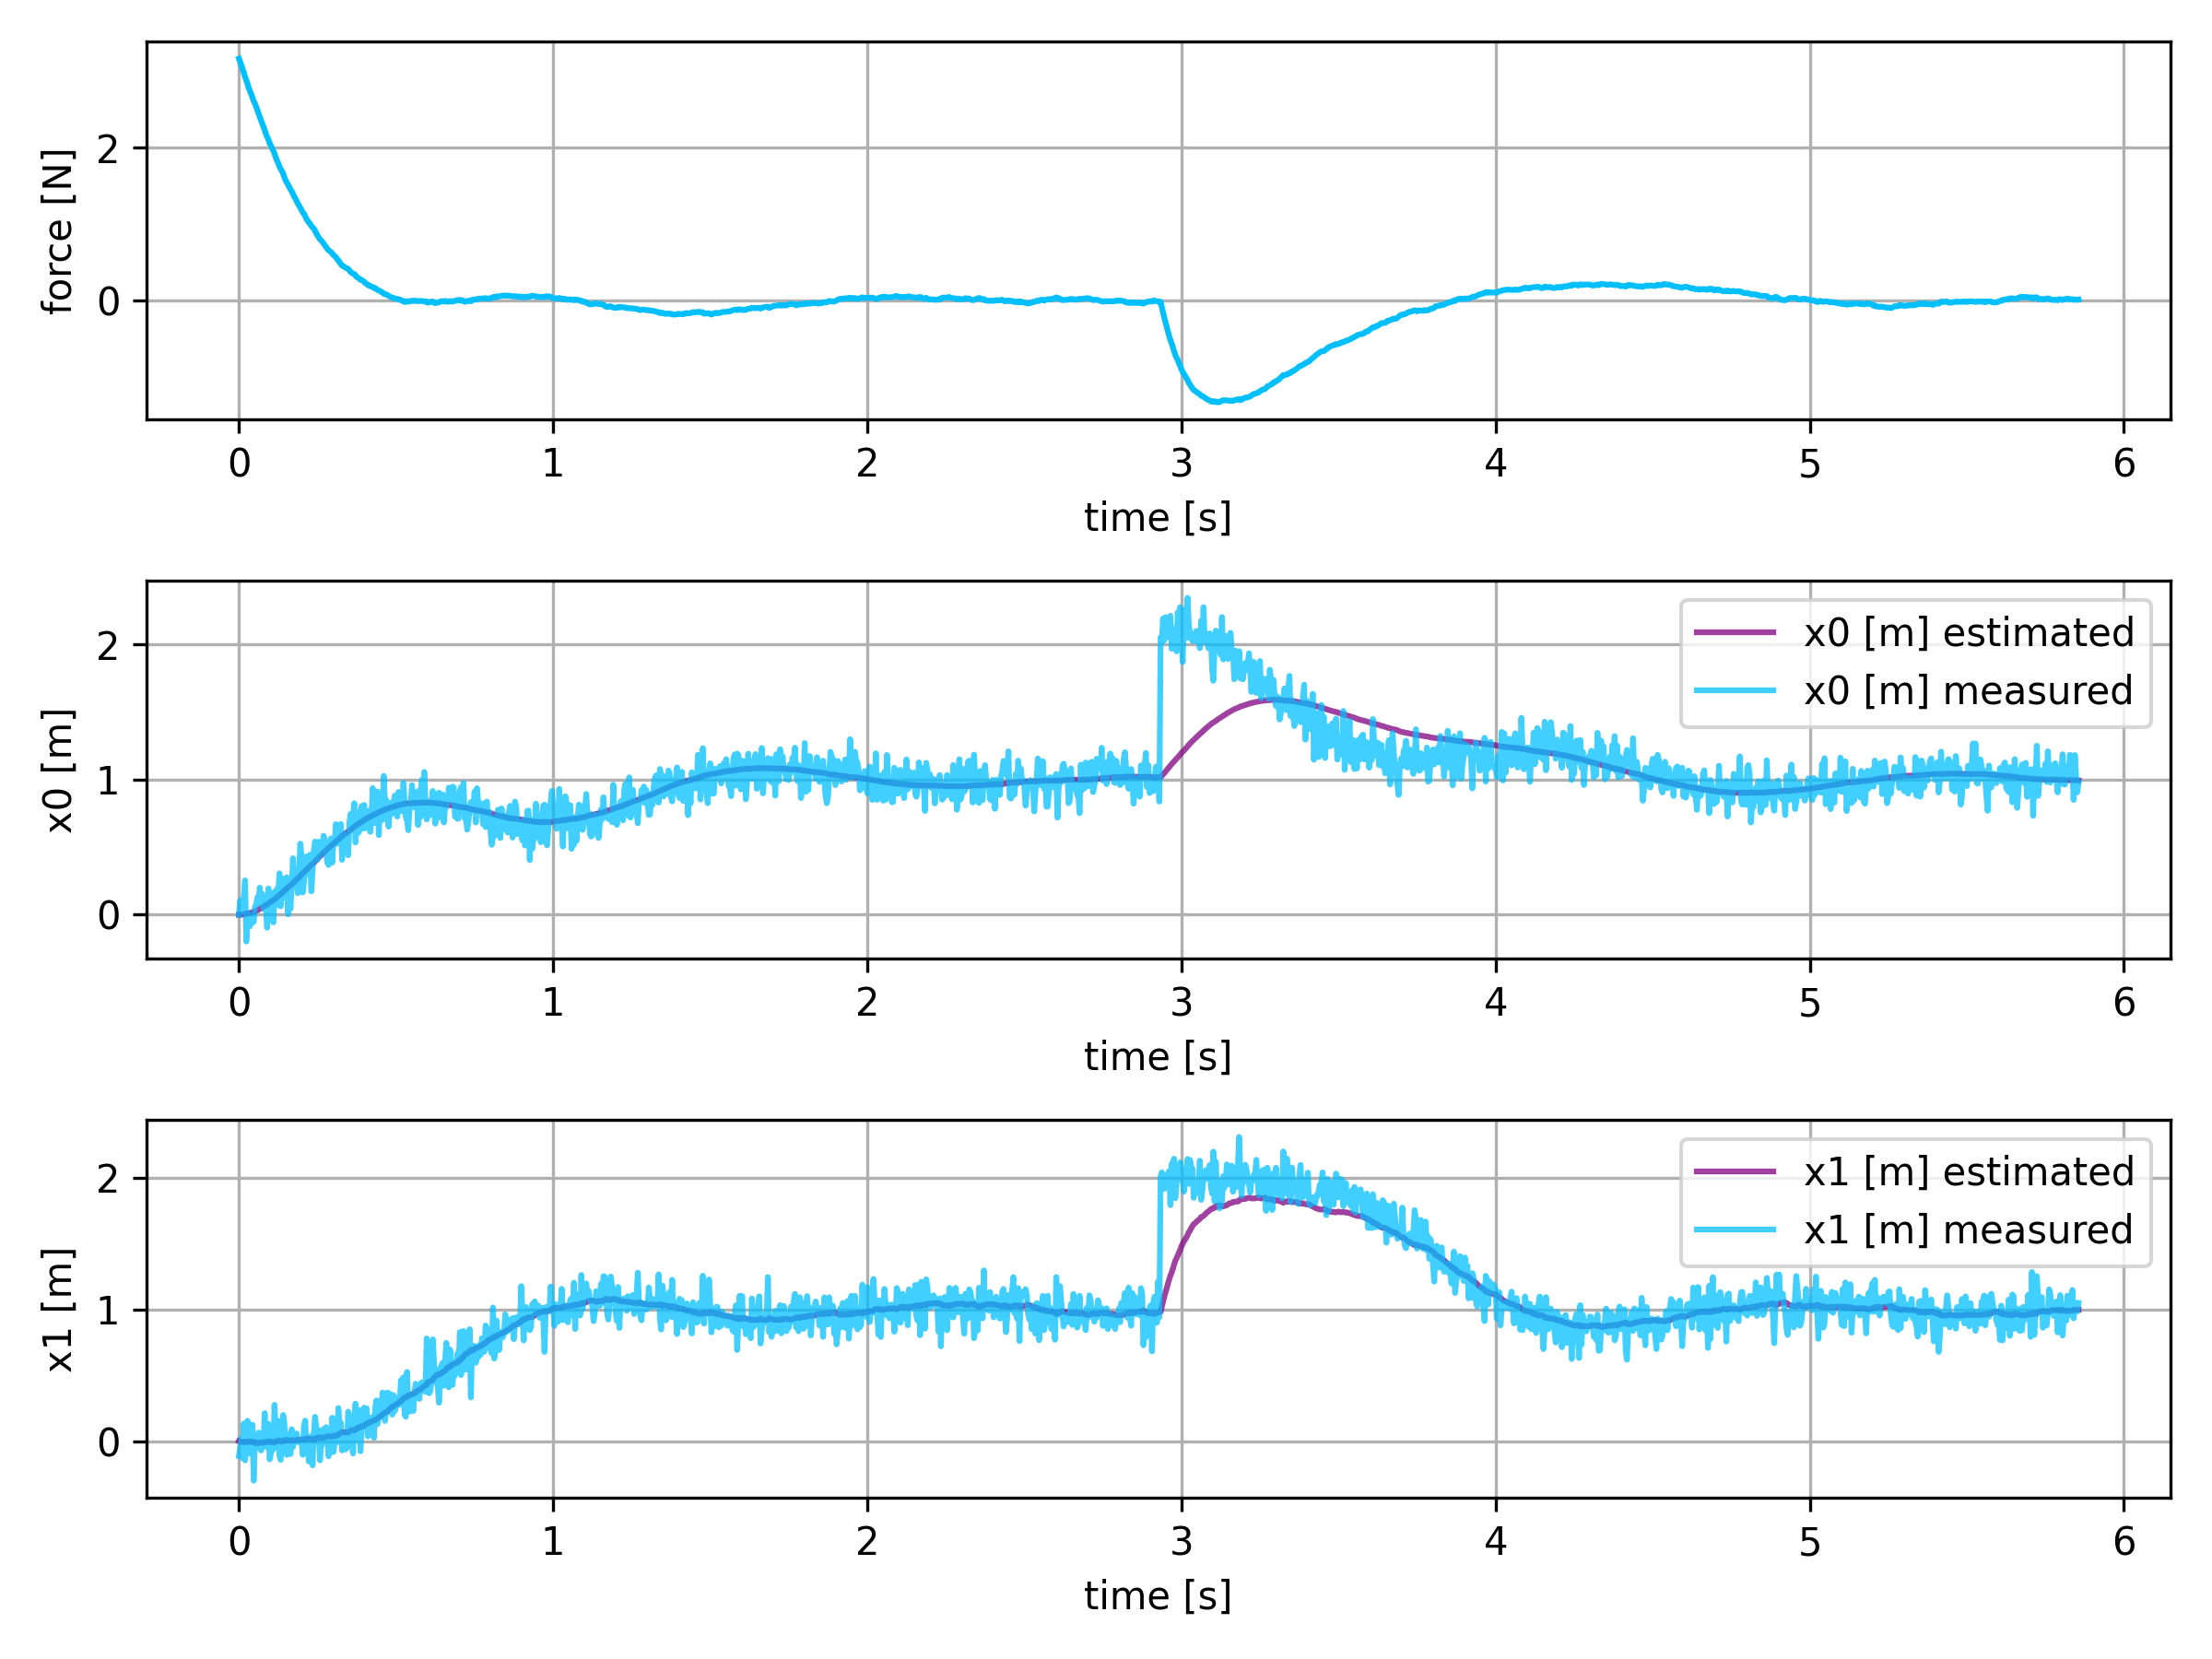 force [N]
2
0
0 1 2 3 4 5 6
time [s]
x0 [m]
2
1
0
x0 [m] estimated
x0 [m] measured
0 1 2 3 4 5 6
time [s]
x1 [m]
2
1
0
x1 [m] estimated
x1 [m] measured
0 1 2 3 4 5 6
time [s]